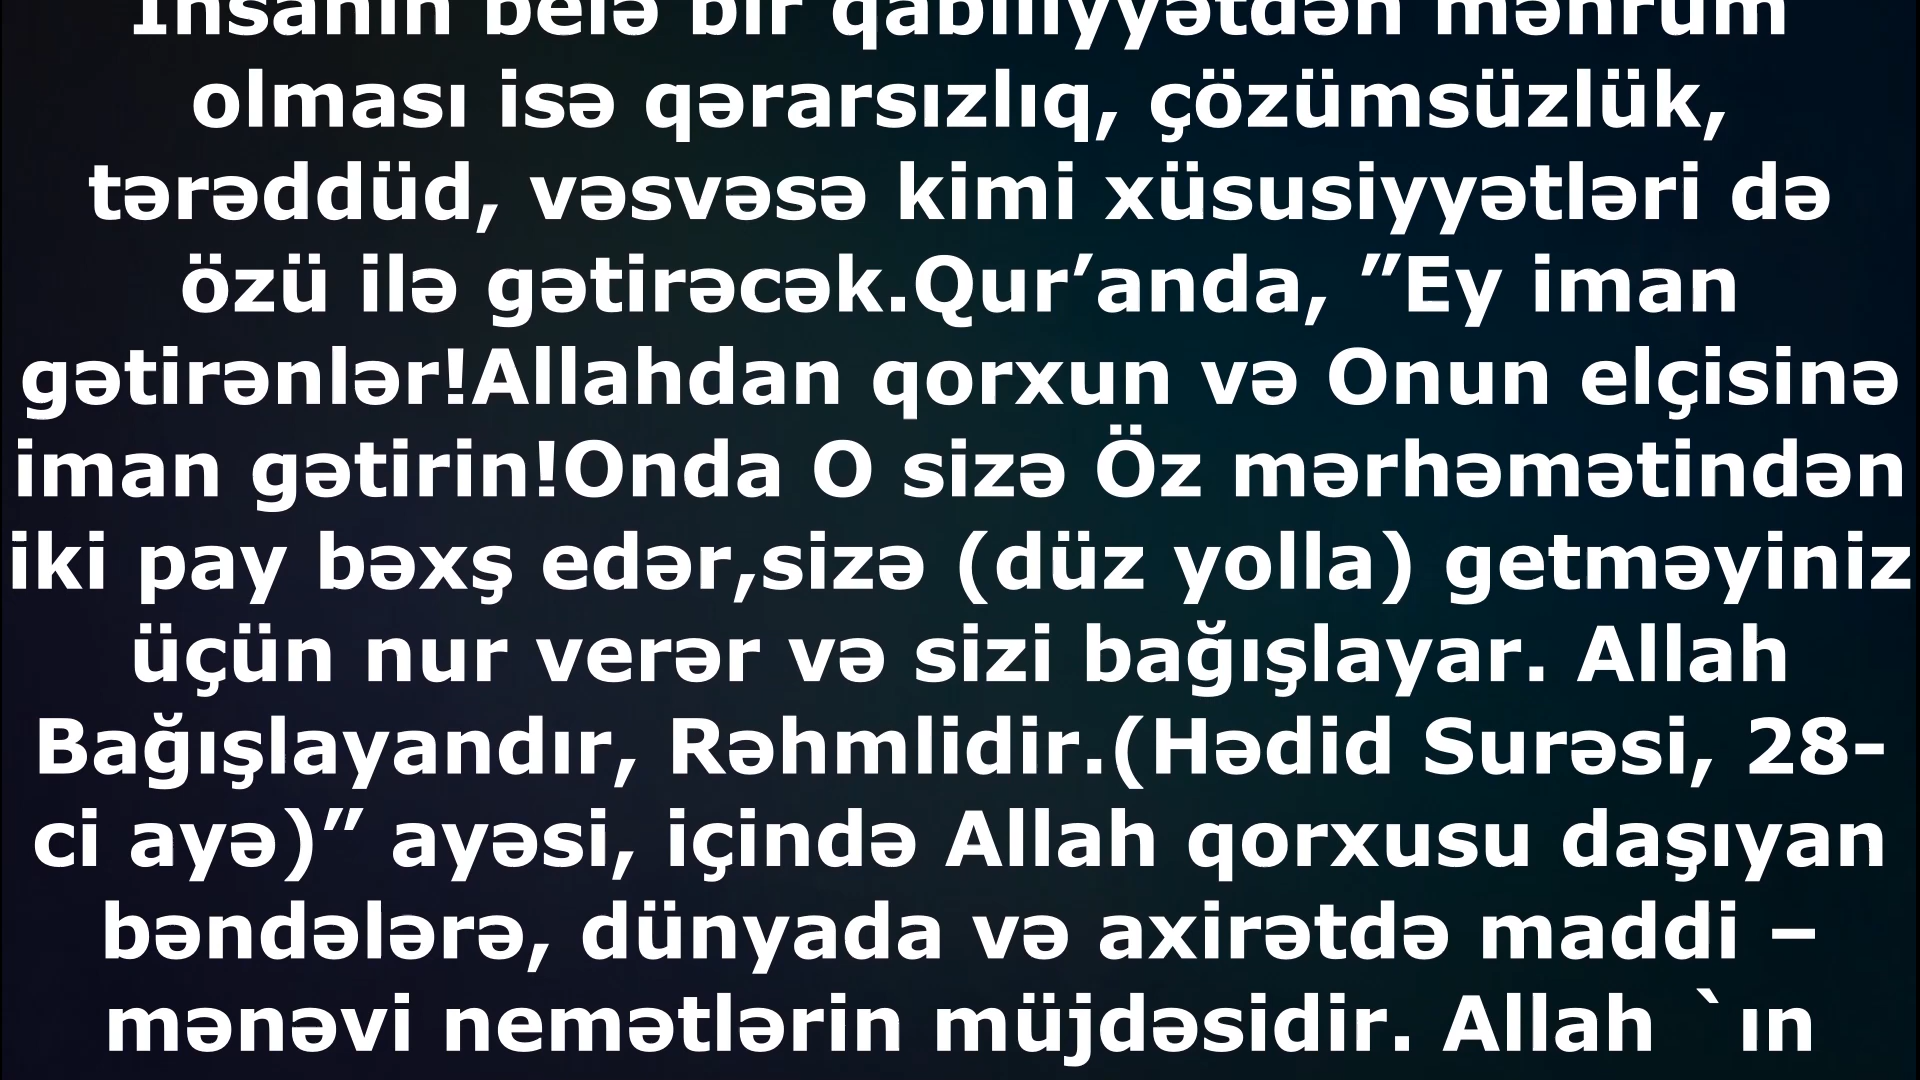 İnsanın belə bir qabiliyyətdən məhrum
olması isə qərarsızlıq, çözümsüzlük,
tərəddüd, vəsvəsə kimi xüsusiyyətləri də
özü ilə gətirəcək.Qur’anda, ”Ey iman
gətirənlər!Allahdan qorxun və Onun elçisinə
iman gətirin!Onda O sizə Öz mərhəmətindən
iki pay bəxş edər,sizə (düz yolla) getməyiniz
üçün nur verər və sizi bağışlayar. Allah
Bağışlayandır, Rəhmlidir.(Hədid Surəsi, 28-
ci ayə)” ayəsi, içində Allah qorxusu daşıyan
bəndələrə, dünyada və axirətdə maddi –
mənəvi nemətlərin müjdəsidir. Allah `ın